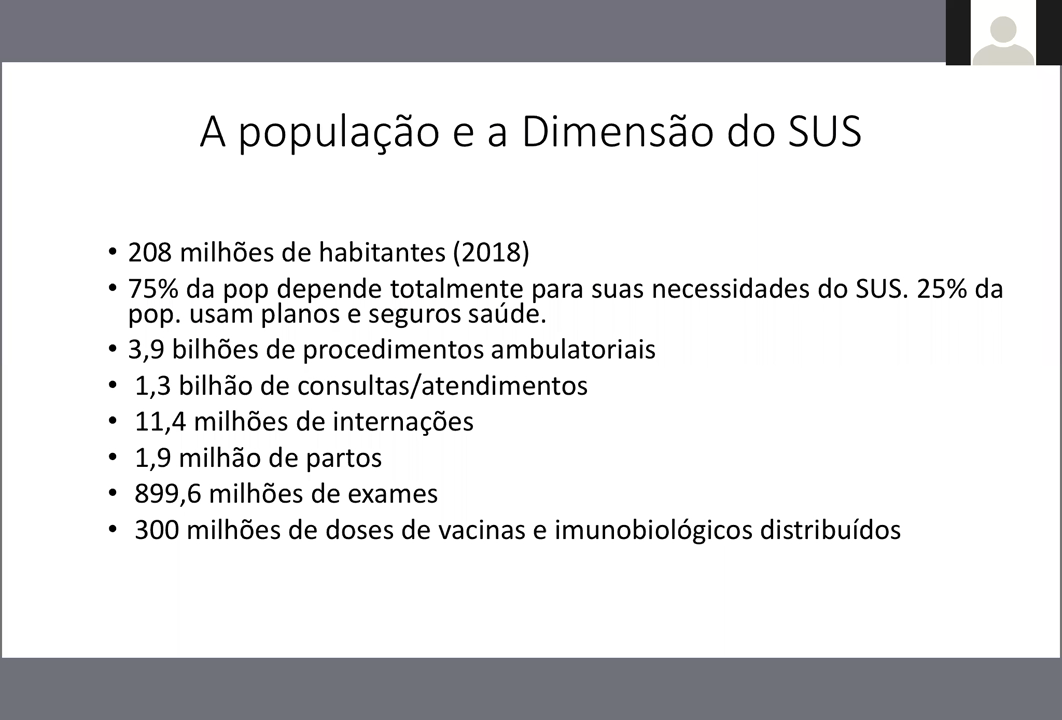 A população e a Dimensão do SUS
• 208 milhões de habitantes (2018)
• 75% da pop depende totalmente para suas necessidades do SUS. 25% da
pop. usam planos e seguros saúde.
• 3,9 bilhões de procedimentos ambulatoriais
• 1,3 bilhão de consultas/atendimentos
• 11,4 milhões de internações
• 1,9 milhão de partos
• 899,6 milhões de exames
• 300 milhões de doses de vacinas e imunobiológicos distribuídos